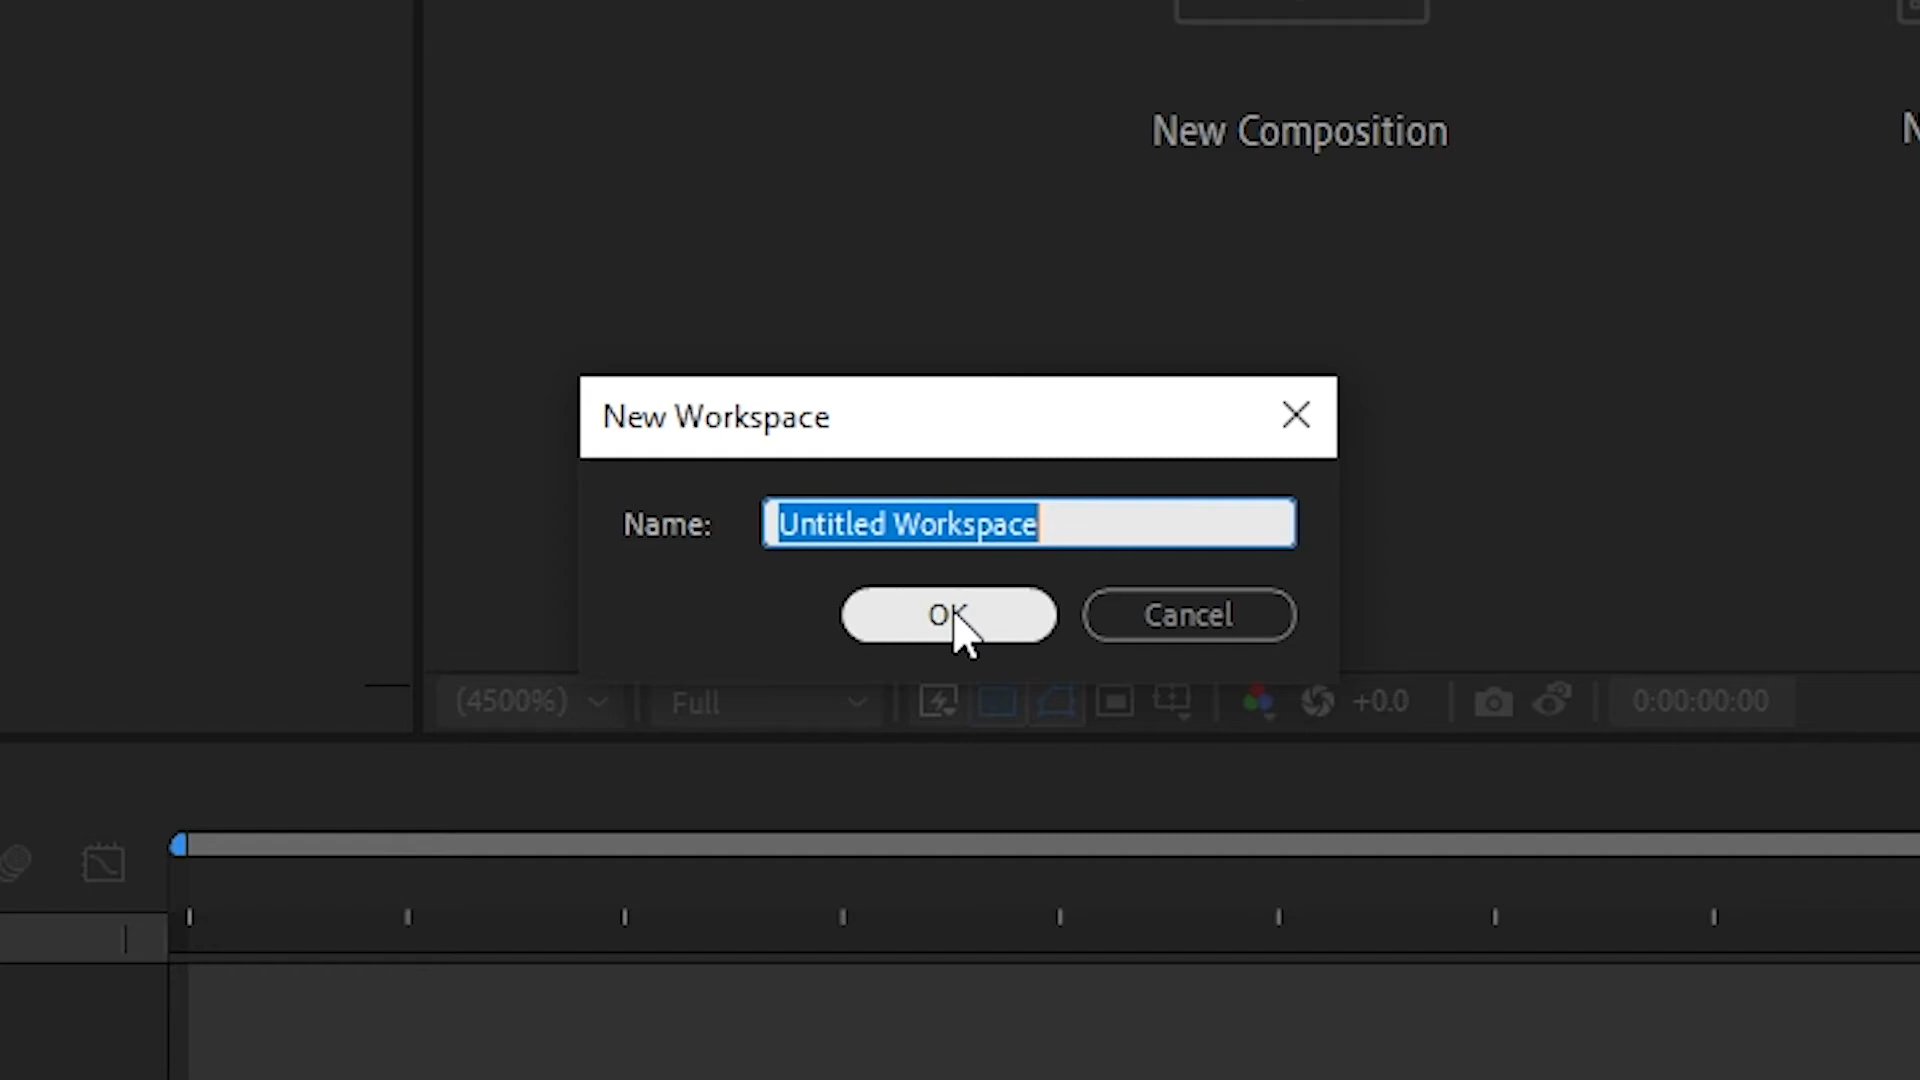 New Composition
N
New Workspace
Name: Untitled Workspace
OK Cancel
(4500%) Full +0.0 0:00:00:00